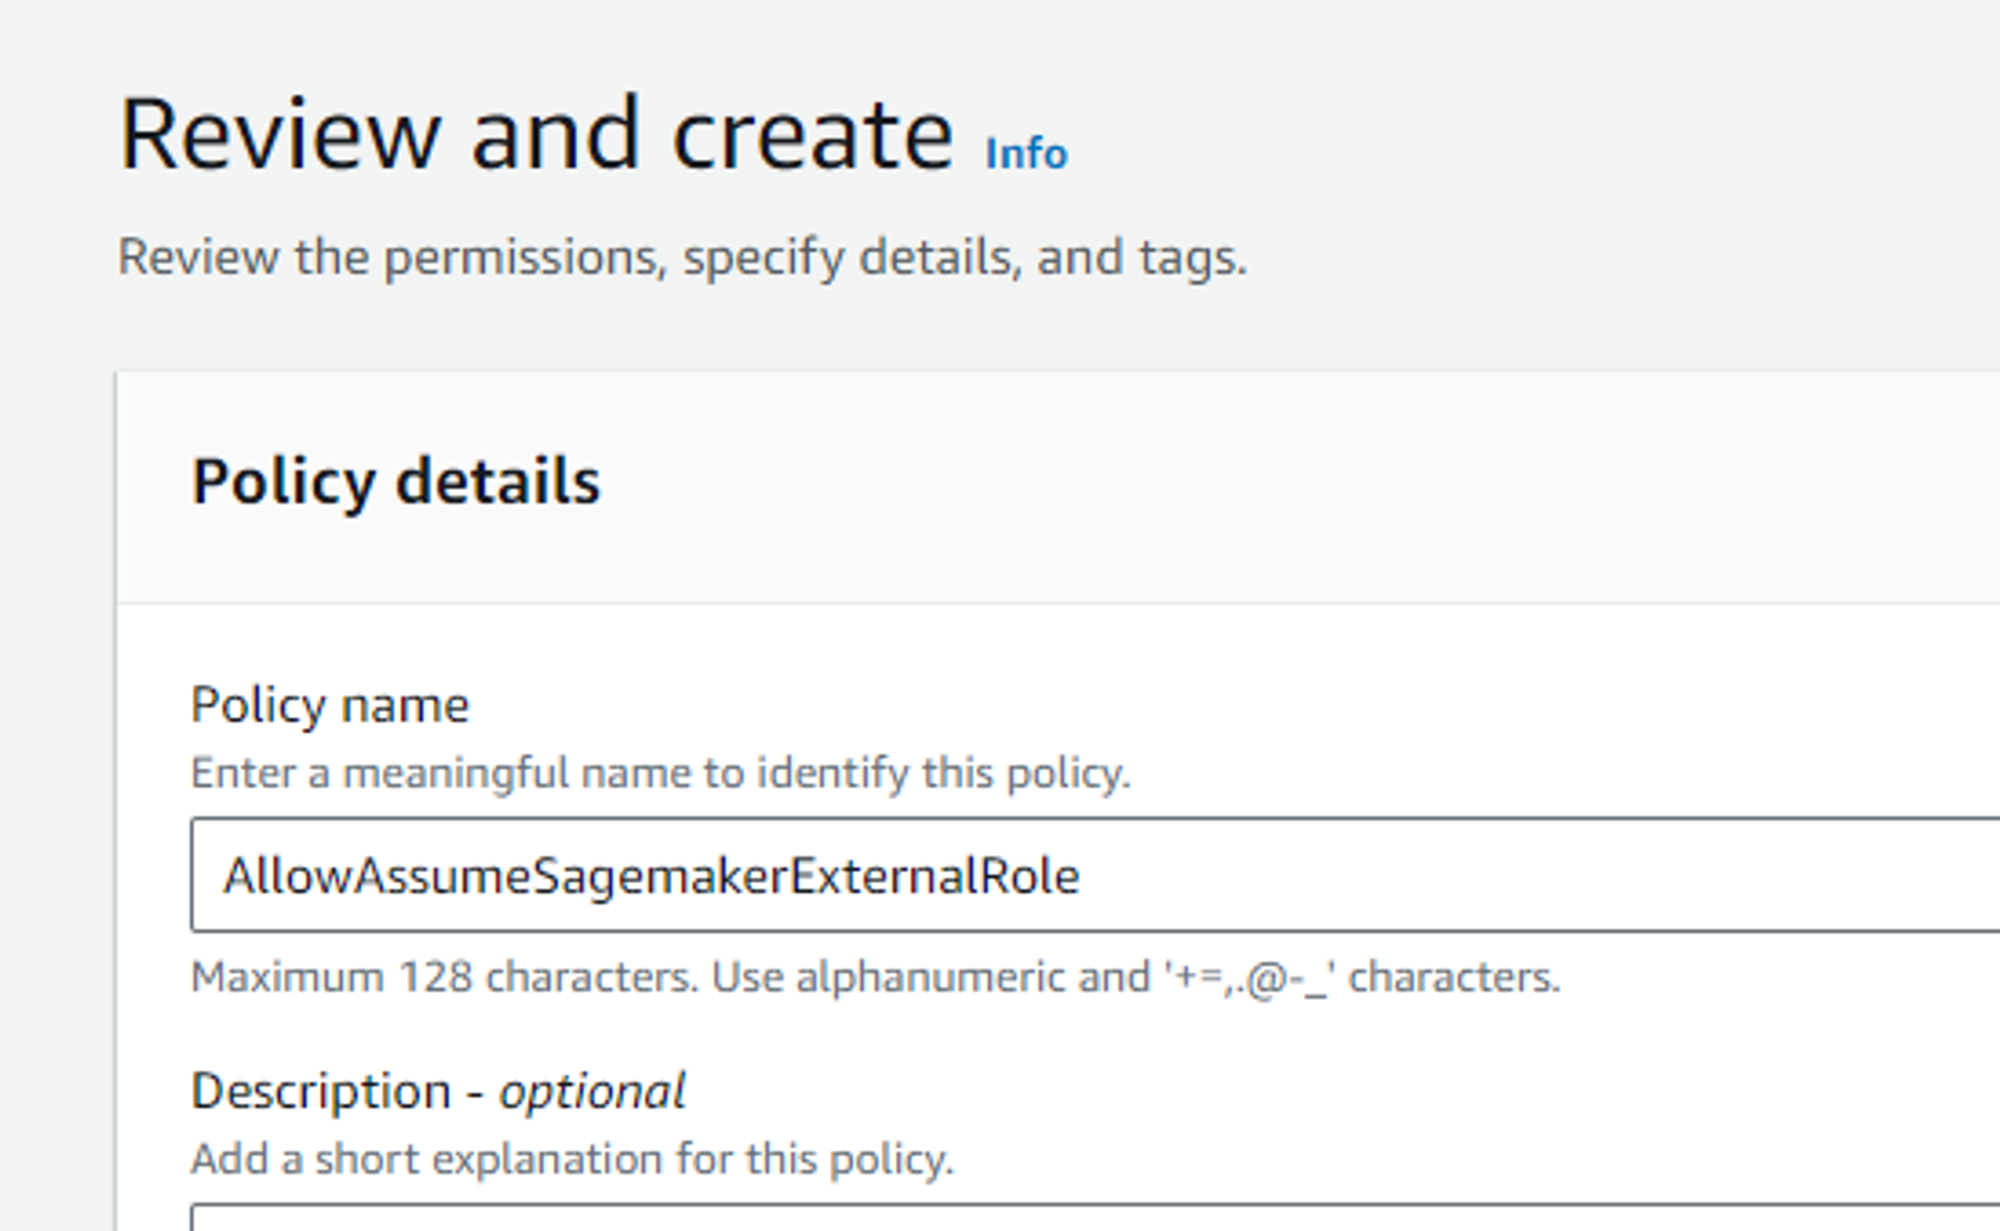 Review and create Info
Review the permissions, specify details, and tags.
Policy details
Policy name
Enter a meaningful name to identify this policy.
AllowAssumeSagemakerExternalRole
Maximum 128 characters. Use alphanumeric and '+=,.@-_' characters.
Description - optional
Add a short explanation for this policy.